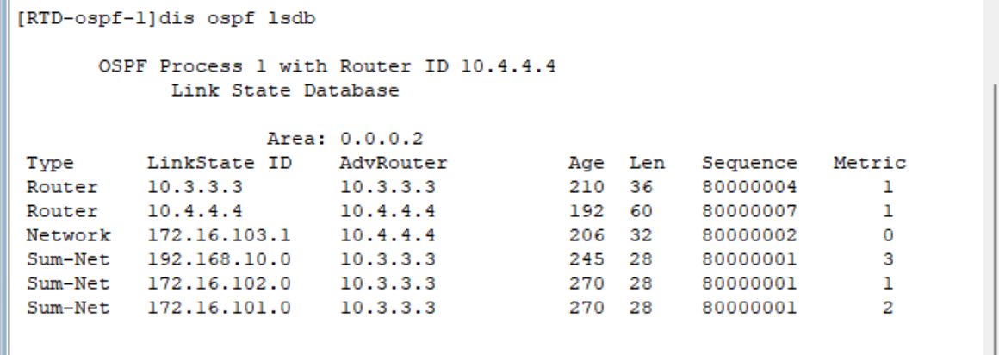 [RTD-ospf-1]dis ospf lsdb
OSPF Process 1 with Router ID 10.4.4.4
Link State Database
Area: 0.0.0.2
Type LinkState ID AdvRouter Age Len Sequence Metric
Router 10.3.3.3 10.3.3.3 210 36 80000004 1
Router 10.4.4.4 10.4.4.4 192 60 80000007 1
Network 172.16.103.1 10.4.4.4 206 32 80000002 0
Sum-Net 192.168.10.0 10.3.3.3 245 28 80000001 3
Sum-Net 172.16.102.0 10.3.3.3 270 28 80000001 1
Sum-Net 172.16.101.0 10.3.3.3 270 28 80000001 2